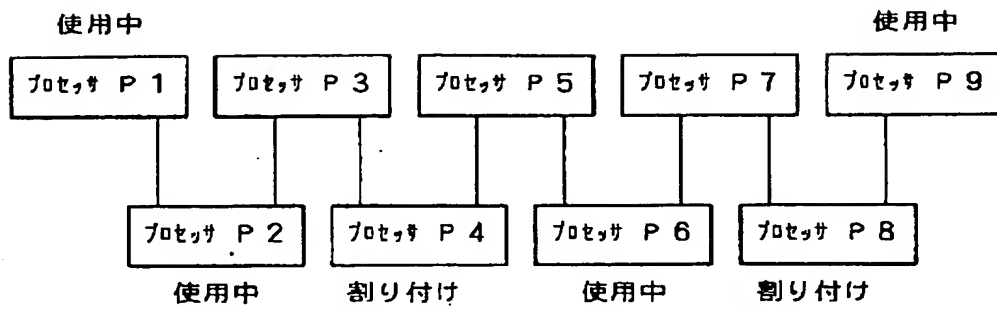 使用中 使用中
プロセッサ P1 プロセッサ P3 プロセッサ P5 プロセッサ P7 プロセッサ P9
プロセッサ P2 プロセッサ P4 プロセッサ P6 プロセッサ P8
使用中 割り付け 使用中 割り付け